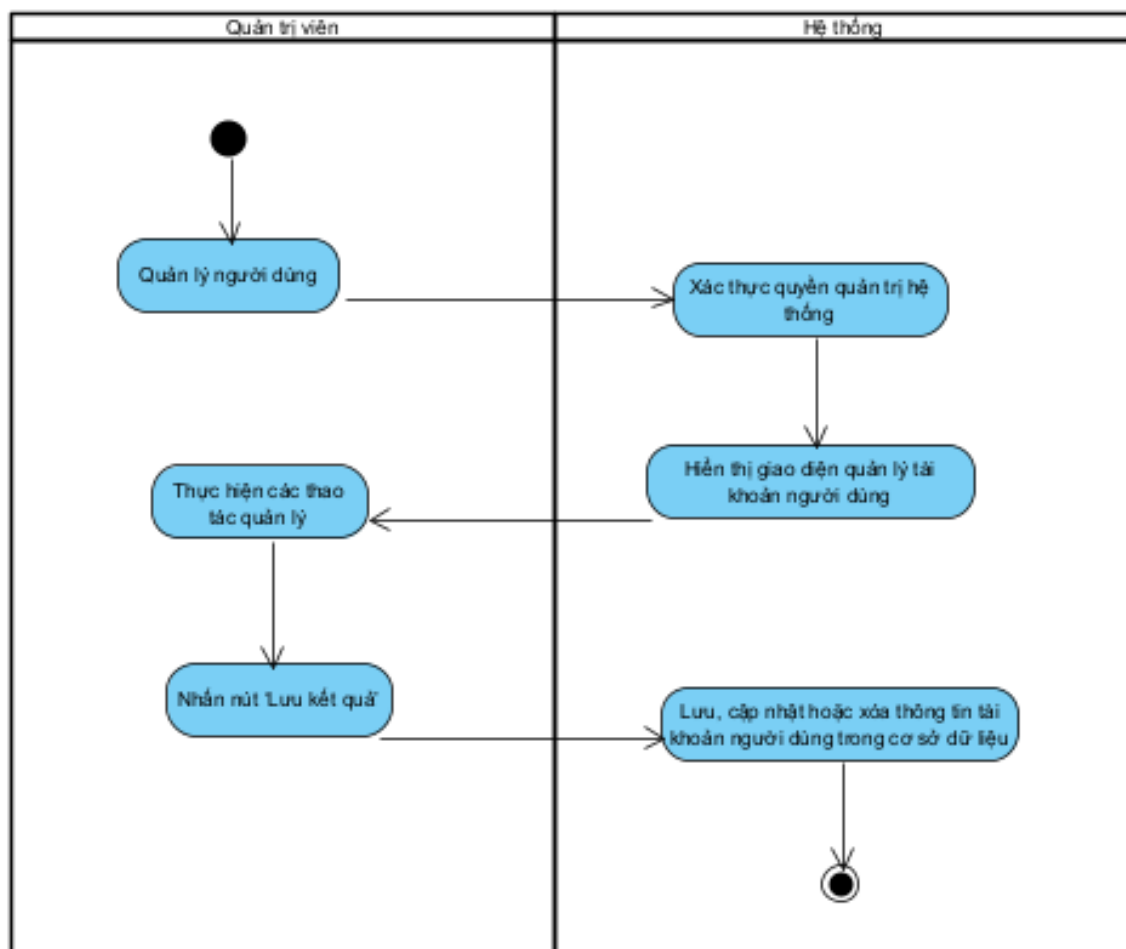 Quản trị viên
Hệ thống
Quản lý người dùng
Xác thực quyền quản trị hệ
thống
Hiển thị giao diện quản lý tài
khoản người dùng
Thực hiện các thao
tác quản lý
Nhấn nút 'Lưu kết quả'
Lưu, cập nhật hoặc xóa thông tin tài
khoản người dùng trong cơ sở dữ liệu